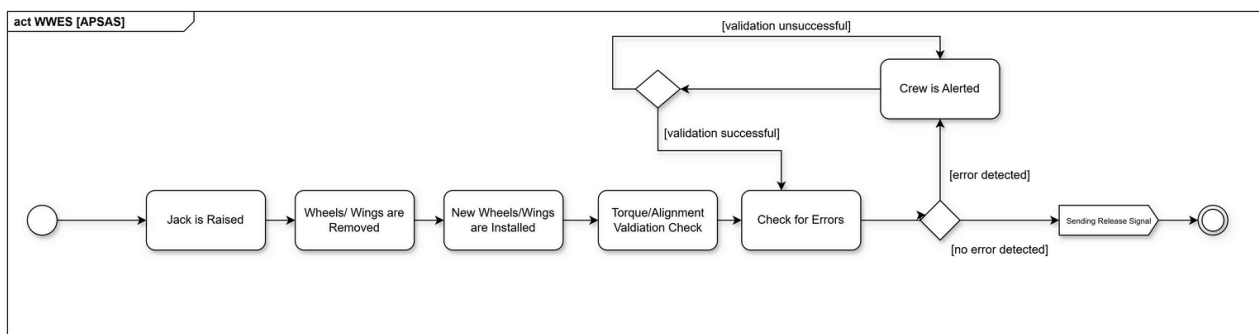 act WWES [APSAS]
[validation unsuccessful]
Crew is Alerted
[validation successful]
[error detected]
Jack is Raised
Wheels/ Wings are
Removed
New Wheels/Wings
are Installed
Torque/Alignment
Valdiation Check
Check for Errors
Sending Release Signal
[no error detected]